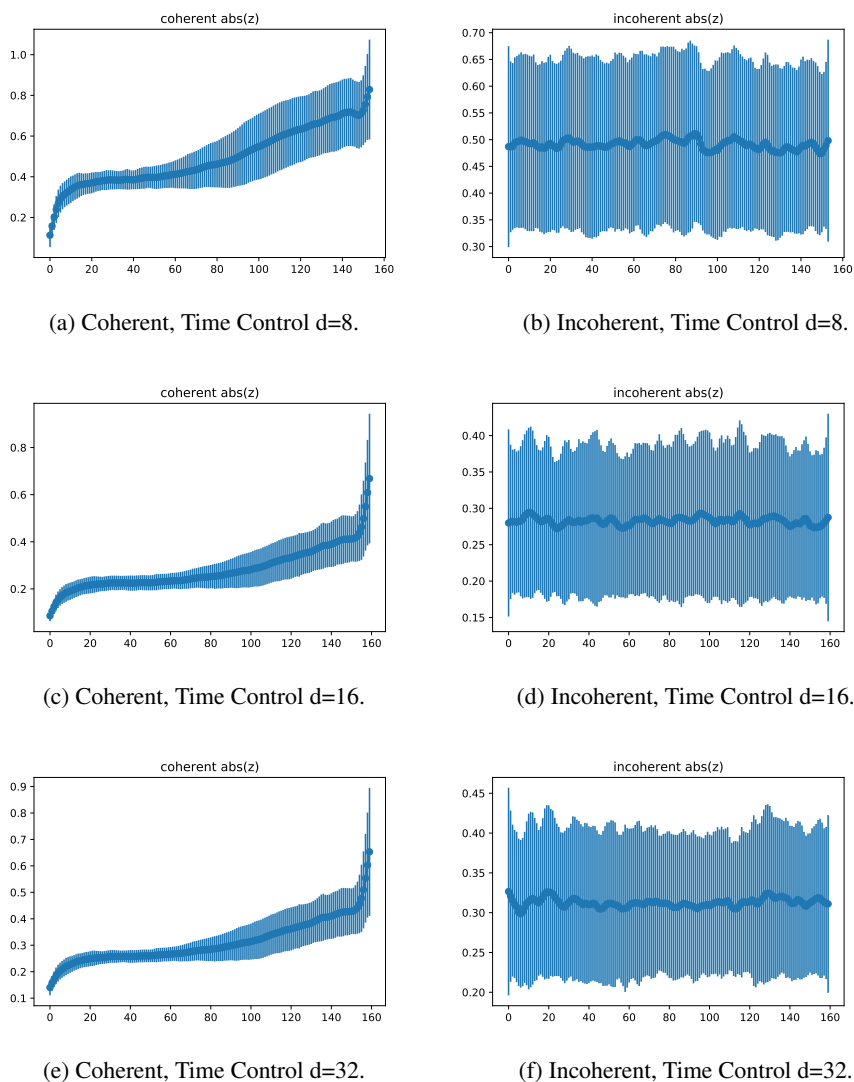 coherent abs(z)
1.0
0.8
0.6
0.4
0.2
0 20 40 60 80 100 120 140 160
(a) Coherent, Time Control d=8.
incoherent abs(z)
0.70
0.65
0.60
0.55
0.50
0.45
0.40
0.35
0.30
0 20 40 60 80 100 120 140 160
(b) Incoherent, Time Control d=8.
coherent abs(z)
0.8
0.6
0.4
0.2
0 20 40 60 80 100 120 140 160
(c) Coherent, Time Control d=16.
incoherent abs(z)
0.40
0.35
0.30
0.25
0.20
0.15
0 20 40 60 80 100 120 140 160
(d) Incoherent, Time Control d=16.
coherent abs(z)
0.9
0.8
0.7
0.6
0.5
0.4
0.3
0.2
0.1
0 20 40 60 80 100 120 140 160
(e) Coherent, Time Control d=32.
incoherent abs(z)
0.45
0.40
0.35
0.30
0.25
0.20
0 20 40 60 80 100 120 140 160
(f) Incoherent, Time Control d=32.